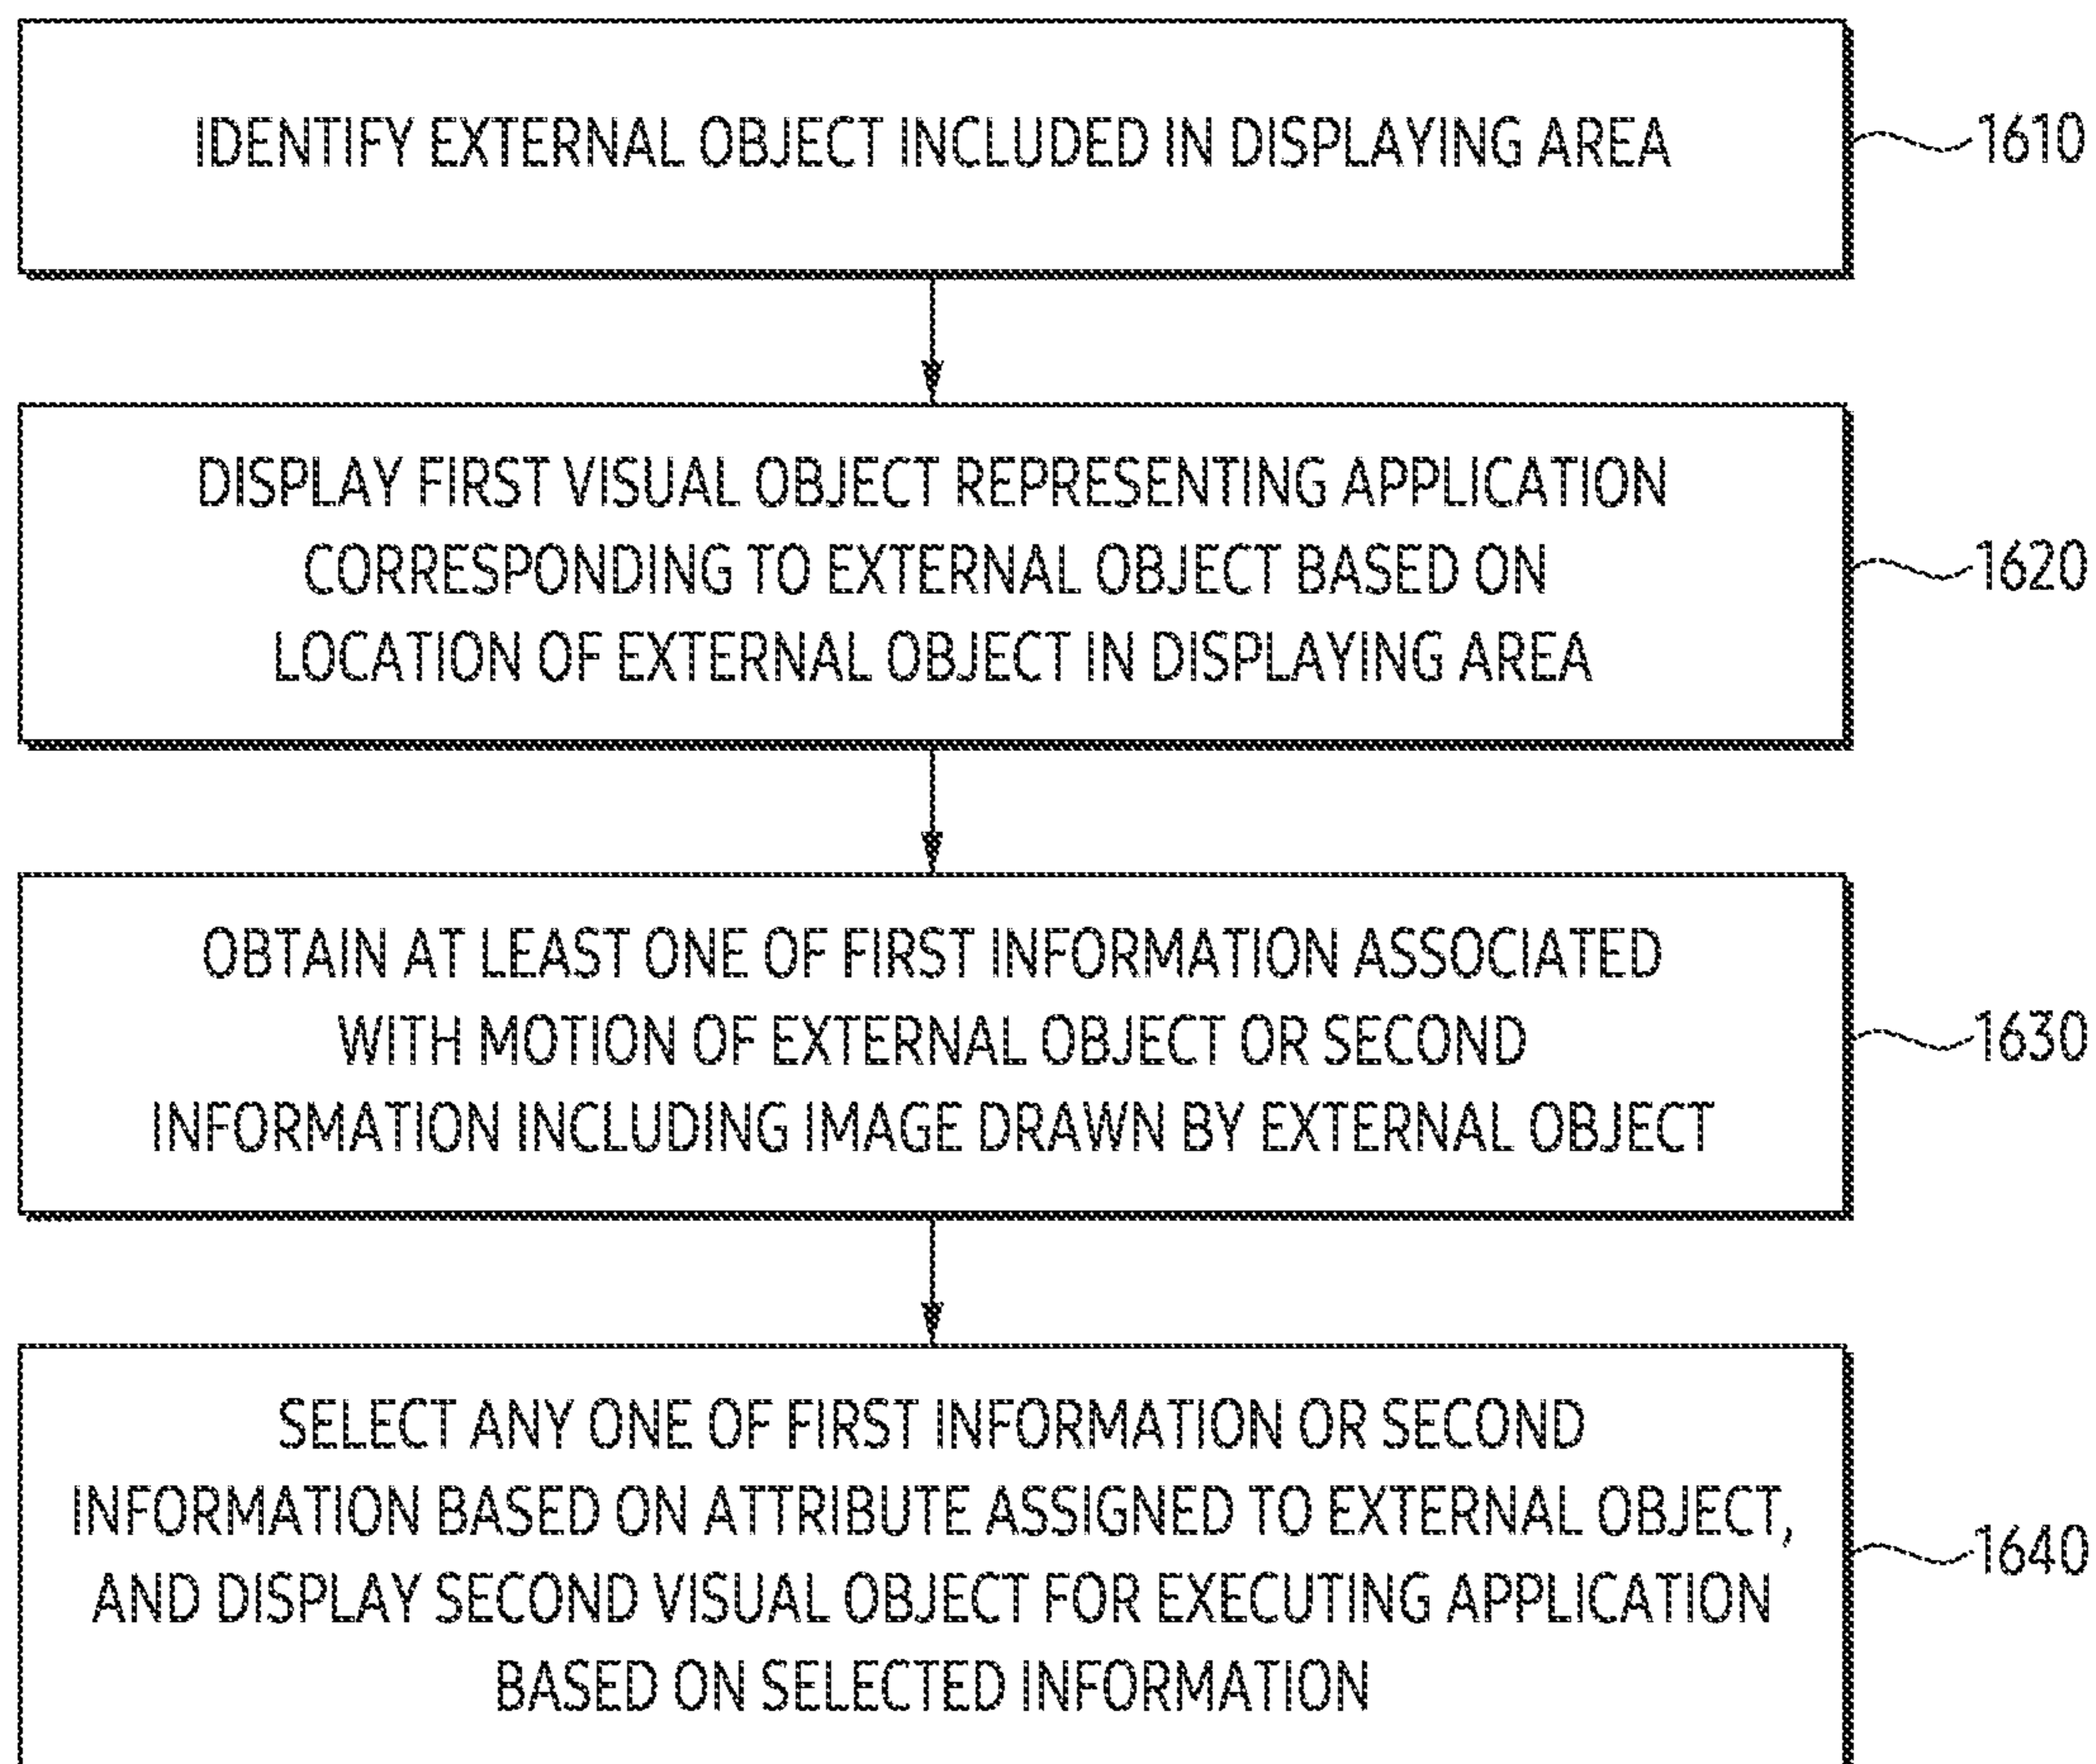 IDENTIFY EXTERNAL OBJECT INCLUDED IN DISPLAYING AREA
1610
DISPLAY FIRST VISUAL OBJECT REPRESENTING APPLICATION
CORRESPONDING TO EXTERNAL OBJECT BASED ON
LOCATION OF EXTERNAL OBJECT IN DISPLAYING AREA
1620
OBTAIN AT LEAST ONE OF FIRST INFORMATION ASSOCIATED
WITH MOTION OF EXTERNAL OBJECT OR SECOND
INFORMATION INCLUDING IMAGE DRAWN BY EXTERNAL OBJECT
1630
SELECT ANY ONE OF FIRST INFORMATION OR SECOND
INFORMATION BASED ON ATTRIBUTE ASSIGNED TO EXTERNAL OBJECT,
AND DISPLAY SECOND VISUAL OBJECT FOR EXECUTING APPLICATION
BASED ON SELECTED INFORMATION
1640